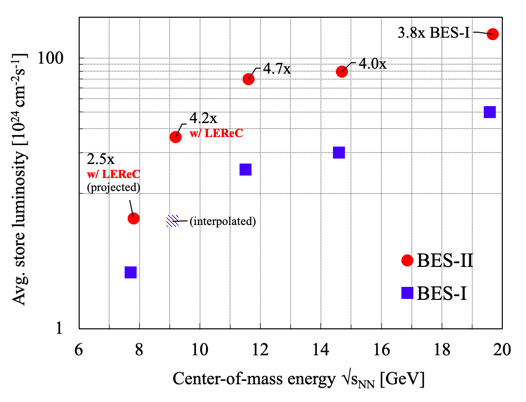 3.8x BES-I
100
4.7x
4.0x
4.2x
w/ LEReC
2.5x
w/ LEReC
(projected)
(interpolated)
BES-II
BES-I
1
6 8 10 12 14 16 18 20
Center-of-mass energy √sNN [GeV]
Avg. store luminosity [10²⁴ cm⁻²s⁻¹]